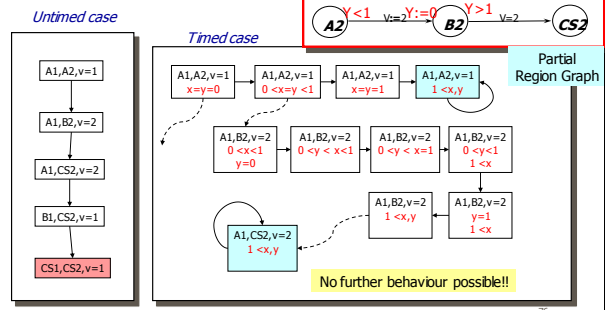 Untimed case
Timed case
A2
Y<1
V:=2
Y:=0
B2
Y>1
V=2
CS2
Partial
Region Graph
A1,A2,v=1
A1,B2,v=2
A1,CS2,v=2
B1,CS2,v=1
CS1,CS2,v=1
A1,A2,v=1
x=y=0
A1,A2,v=1
0 <x=y <1
A1,A2,v=1
x=y=1
A1,A2,v=1
1 <x,y
A1,B2,v=2
0 <x<1
y=0
A1,B2,v=2
0 <y < x<1
A1,B2,v=2
0 <y < x=1
A1,B2,v=2
0 <y<1
1 <x
A1,B2,v=2
y=1
1 <x
A1,B2,v=2
1 <x,y
A1,CS2,v=2
1 <x,y
No further behaviour possible!!